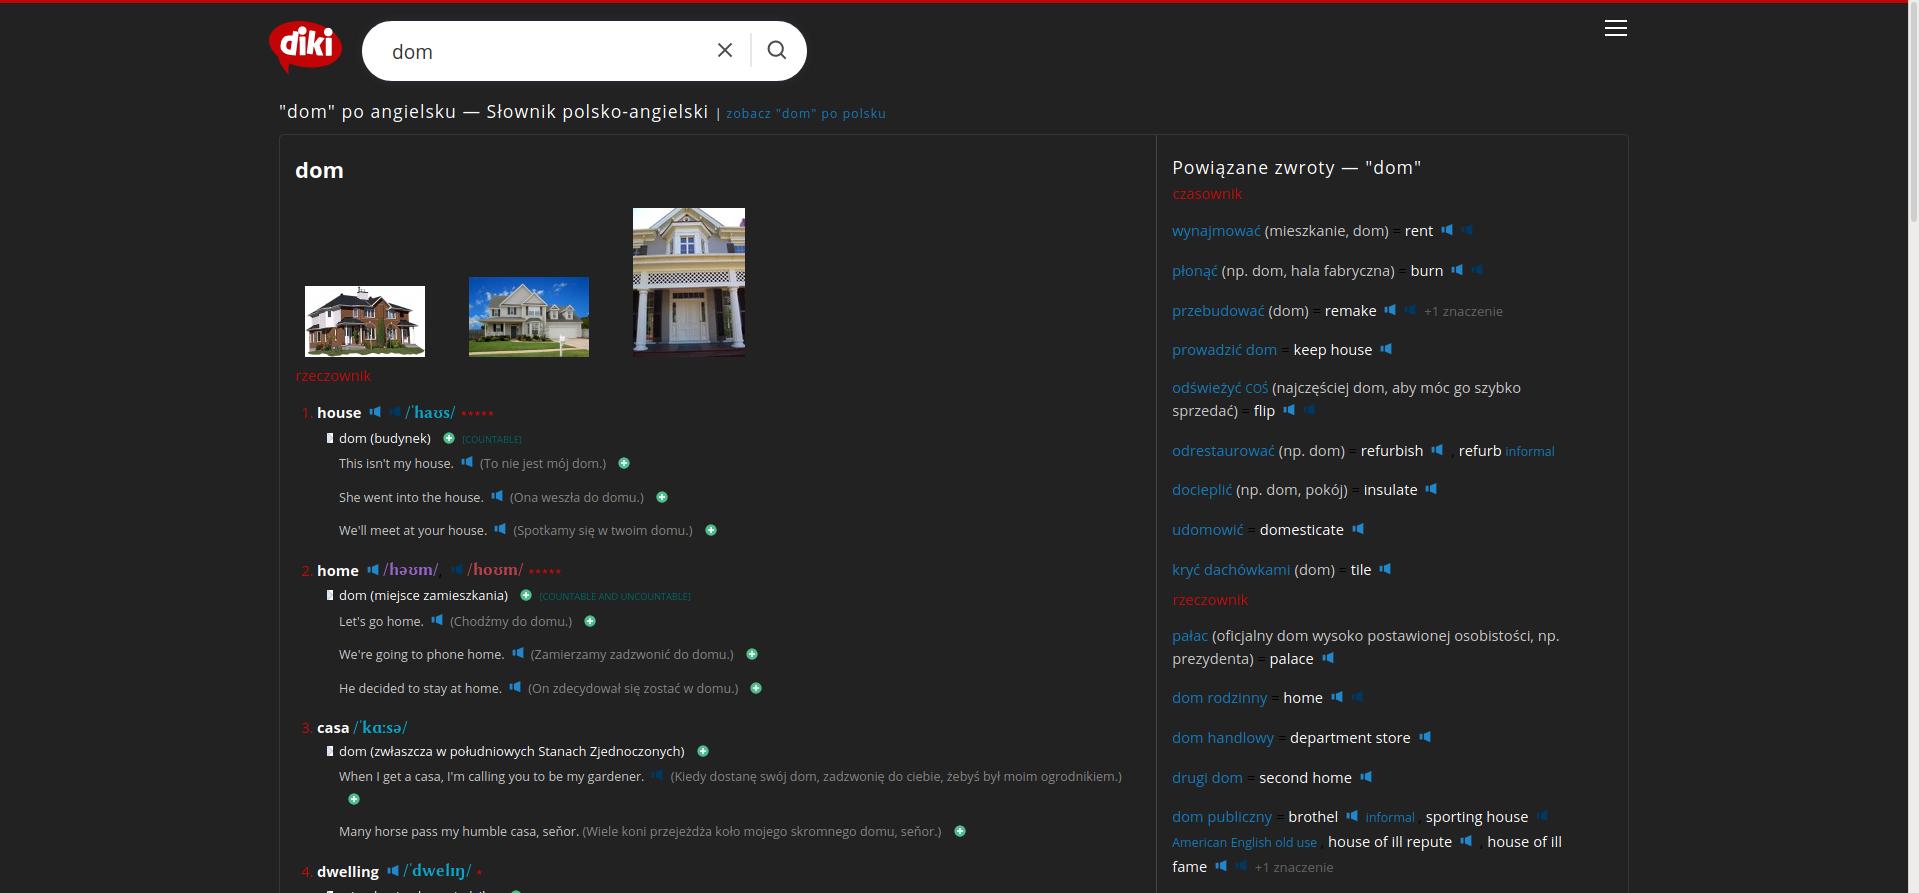 diki
dom
"dom" po angielsku — Słownik polsko-angielski | zobacz "dom" po polsku
dom
rzeczownik
1. house /ˈhaʊs/ *****
dom (budynek) [COUNTABLE]
This isn't my house. (To nie jest mój dom.)
She went into the house. (Ona weszła do domu.)
We'll meet at your house. (Spotkamy się w twoim domu.)
2. home /həʊm/, /hoʊm/ *****
dom (miejsce zamieszkania) [COUNTABLE AND UNCOUNTABLE]
Let's go home. (Chodźmy do domu.)
We're going to phone home. (Zamierzamy zadzwonić do domu.)
He decided to stay at home. (On zdecydował się zostać w domu.)
3. casa /ˈkɑːsə/
dom (zwłaszcza w południowych Stanach Zjednoczonych)
When I get a casa, I'm calling you to be my gardener. (Kiedy dostanę swój dom, zadzwonię do ciebie, żebyś był moim ogrodnikiem.)
Many horse pass my humble casa, señor. (Wiele koni przejeżdża koło mojego skromnego domu, señor.)
4. dwelling /ˈdwelɪŋ/ *
Powiązane zwroty — "dom"
czasownik
wynajmować (mieszkanie, dom) = rent
płonąć (np. dom, hala fabryczna) = burn
przebudować (dom) = remake +1 znaczenie
prowadzić dom = keep house
odświeżyć COŚ (najczęściej dom, aby móc go szybko
sprzedać) = flip
odrestaurować (np. dom) = refurbish , refurb informal
docieplić (np. dom, pokój) = insulate
udomowić = domesticate
kryć dachówkami (dom) = tile
rzeczownik
pałac (oficjalny dom wysoko postawionej osobistości, np.
prezydenta) = palace
dom rodzinny = home
dom handlowy = department store
drugi dom = second home
dom publiczny = brothel informal , sporting house
American English old use , house of ill repute , house of ill
fame +1 znaczenie